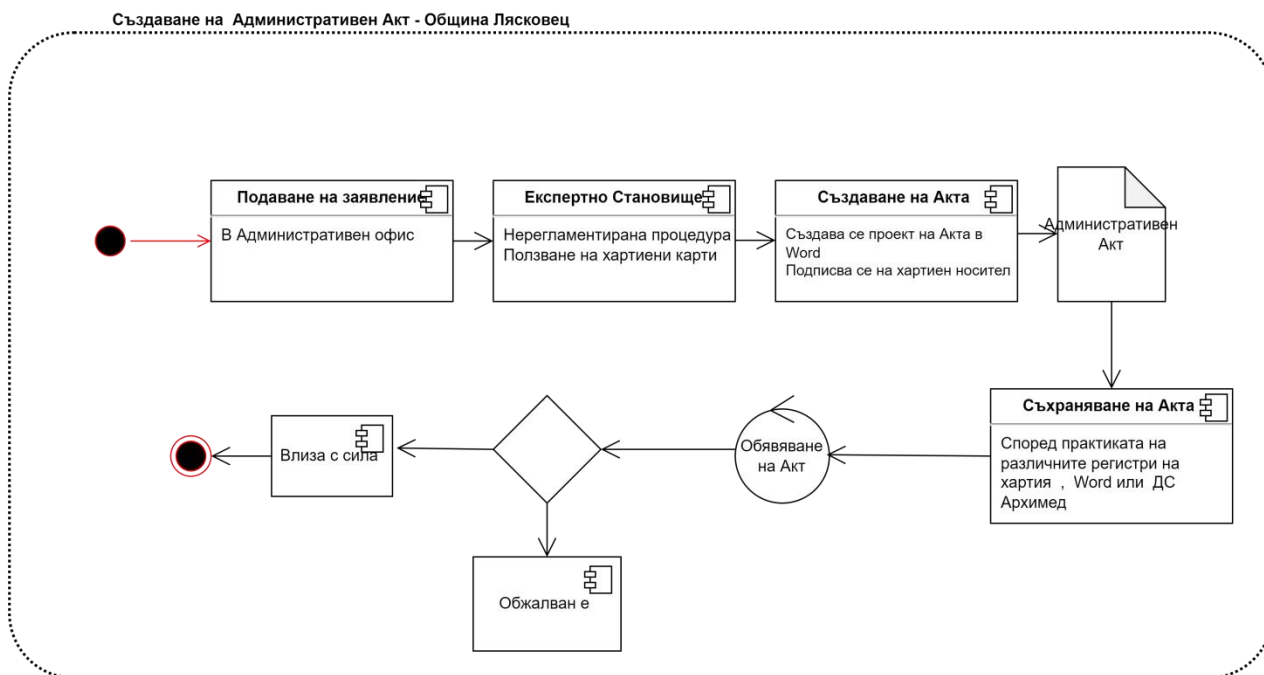 Създаване на Административен Акт - Община Лясковец
Подаване на заявление
В Административен офис
Експертно Становище
Нерегламентирана процедура
Ползване на хартиени карти
Създаване на Акта
Създава се проект на Акта в
Word
Подписва се на хартиен носител
Административен
Акт
Съхраняване на Акта
Според практиката на
различните регистри на
хартия , Word или ДС
Архимед
Обявяване
на Акт
Влиза с сила
Обжалван е